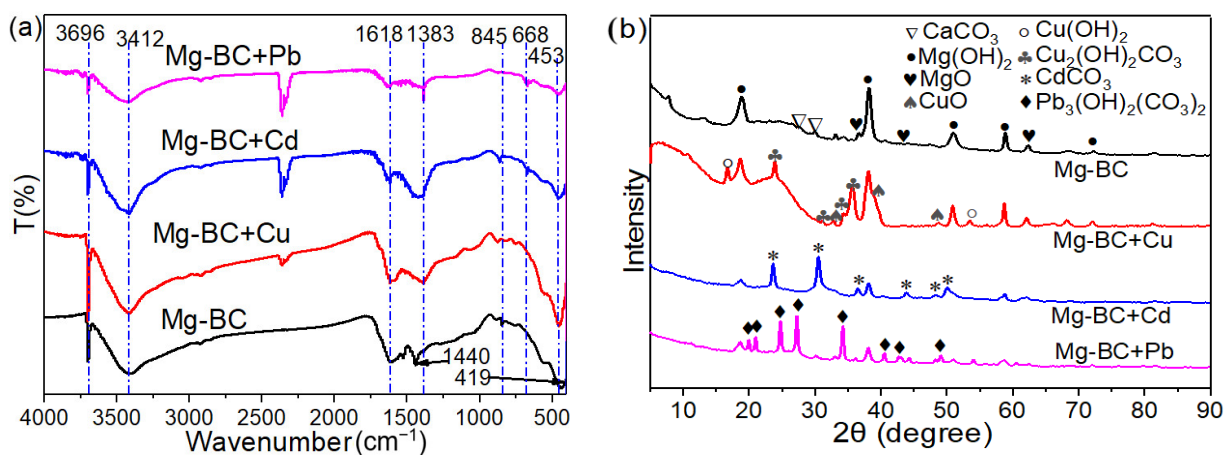 (a)
3696
3412
1618
1383
845
668
453
Mg-BC+Pb
Mg-BC+Cd
Mg-BC+Cu
Mg-BC
1440
419
T(%)
4000 3500 3000 2500 2000 1500 1000 500
Wavenumber (cm⁻¹)
(b)
▽ CaCO₃ ○ Cu(OH)₂
● Mg(OH)₂ ♣ Cu₂(OH)₂CO₃
♥ MgO * CdCO₃
♠ CuO ♦ Pb₃(OH)₂(CO₃)₂
Mg-BC
Mg-BC+Cu
Mg-BC+Cd
Mg-BC+Pb
Intensity
10 20 30 40 50 60 70 80 90
2θ (degree)